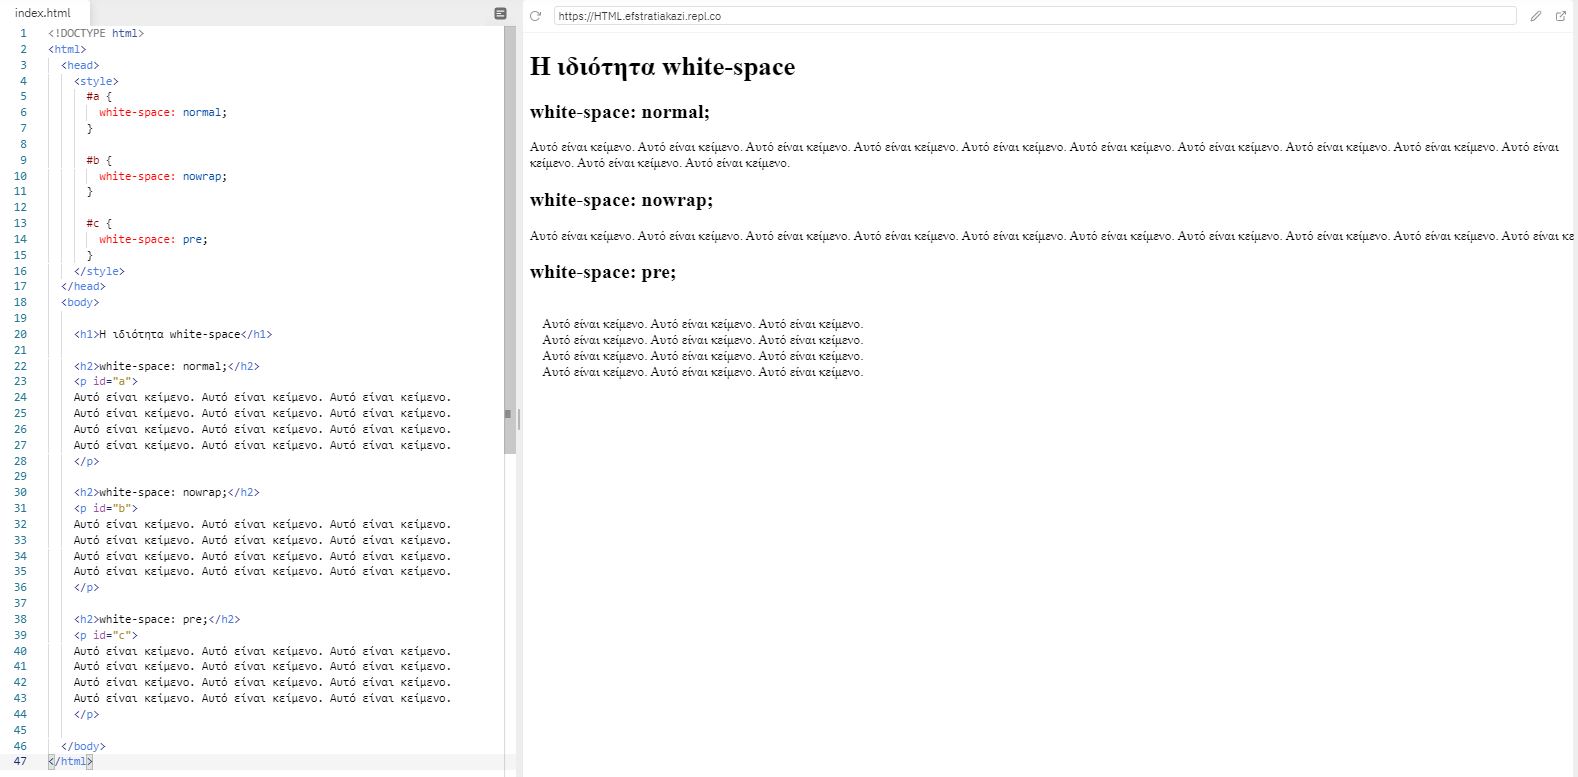 index.html
1 <!DOCTYPE html>
2 <html>
3 <head>
4 <style>
5 #a {
6 white-space: normal;
7 }
8
9 #b {
10 white-space: nowrap;
11 }
12
13 #c {
14 white-space: pre;
15 }
16 </style>
17 </head>
18 <body>
19
20 <h1>Η ιδιότητα white-space</h1>
21
22 <h2>white-space: normal;</h2>
23 <p id="a">
24 Αυτό είναι κείμενο. Αυτό είναι κείμενο. Αυτό είναι κείμενο.
25 Αυτό είναι κείμενο. Αυτό είναι κείμενο. Αυτό είναι κείμενο.
26 Αυτό είναι κείμενο. Αυτό είναι κείμενο. Αυτό είναι κείμενο.
27 Αυτό είναι κείμενο. Αυτό είναι κείμενο. Αυτό είναι κείμενο.
28 </p>
29
30 <h2>white-space: nowrap;</h2>
31 <p id="b">
32 Αυτό είναι κείμενο. Αυτό είναι κείμενο. Αυτό είναι κείμενο.
33 Αυτό είναι κείμενο. Αυτό είναι κείμενο. Αυτό είναι κείμενο.
34 Αυτό είναι κείμενο. Αυτό είναι κείμενο. Αυτό είναι κείμενο.
35 Αυτό είναι κείμενο. Αυτό είναι κείμενο. Αυτό είναι κείμενο.
36 </p>
37
38 <h2>white-space: pre;</h2>
39 <p id="c">
40 Αυτό είναι κείμενο. Αυτό είναι κείμενο. Αυτό είναι κείμενο.
41 Αυτό είναι κείμενο. Αυτό είναι κείμενο. Αυτό είναι κείμενο.
42 Αυτό είναι κείμενο. Αυτό είναι κείμενο. Αυτό είναι κείμενο.
43 Αυτό είναι κείμενο. Αυτό είναι κείμενο. Αυτό είναι κείμενο.
44 </p>
45
46 </body>
47 </html>
https://HTML.efstratiakazi.repl.co
Η ιδιότητα white-space
white-space: normal;
Αυτό είναι κείμενο. Αυτό είναι κείμενο. Αυτό είναι κείμενο. Αυτό είναι κείμενο. Αυτό είναι κείμενο. Αυτό είναι κείμενο. Αυτό είναι κείμενο. Αυτό είναι κείμενο. Αυτό είναι κείμενο. Αυτό είναι
κείμενο. Αυτό είναι κείμενο. Αυτό είναι κείμενο.
white-space: nowrap;
Αυτό είναι κείμενο. Αυτό είναι κείμενο. Αυτό είναι κείμενο. Αυτό είναι κείμενο. Αυτό είναι κείμενο. Αυτό είναι κείμενο. Αυτό είναι κείμενο. Αυτό είναι κείμενο. Αυτό είναι κείμενο. Αυτό είναι κε
white-space: pre;
Αυτό είναι κείμενο. Αυτό είναι κείμενο. Αυτό είναι κείμενο.
Αυτό είναι κείμενο. Αυτό είναι κείμενο. Αυτό είναι κείμενο.
Αυτό είναι κείμενο. Αυτό είναι κείμενο. Αυτό είναι κείμενο.
Αυτό είναι κείμενο. Αυτό είναι κείμενο. Αυτό είναι κείμενο.